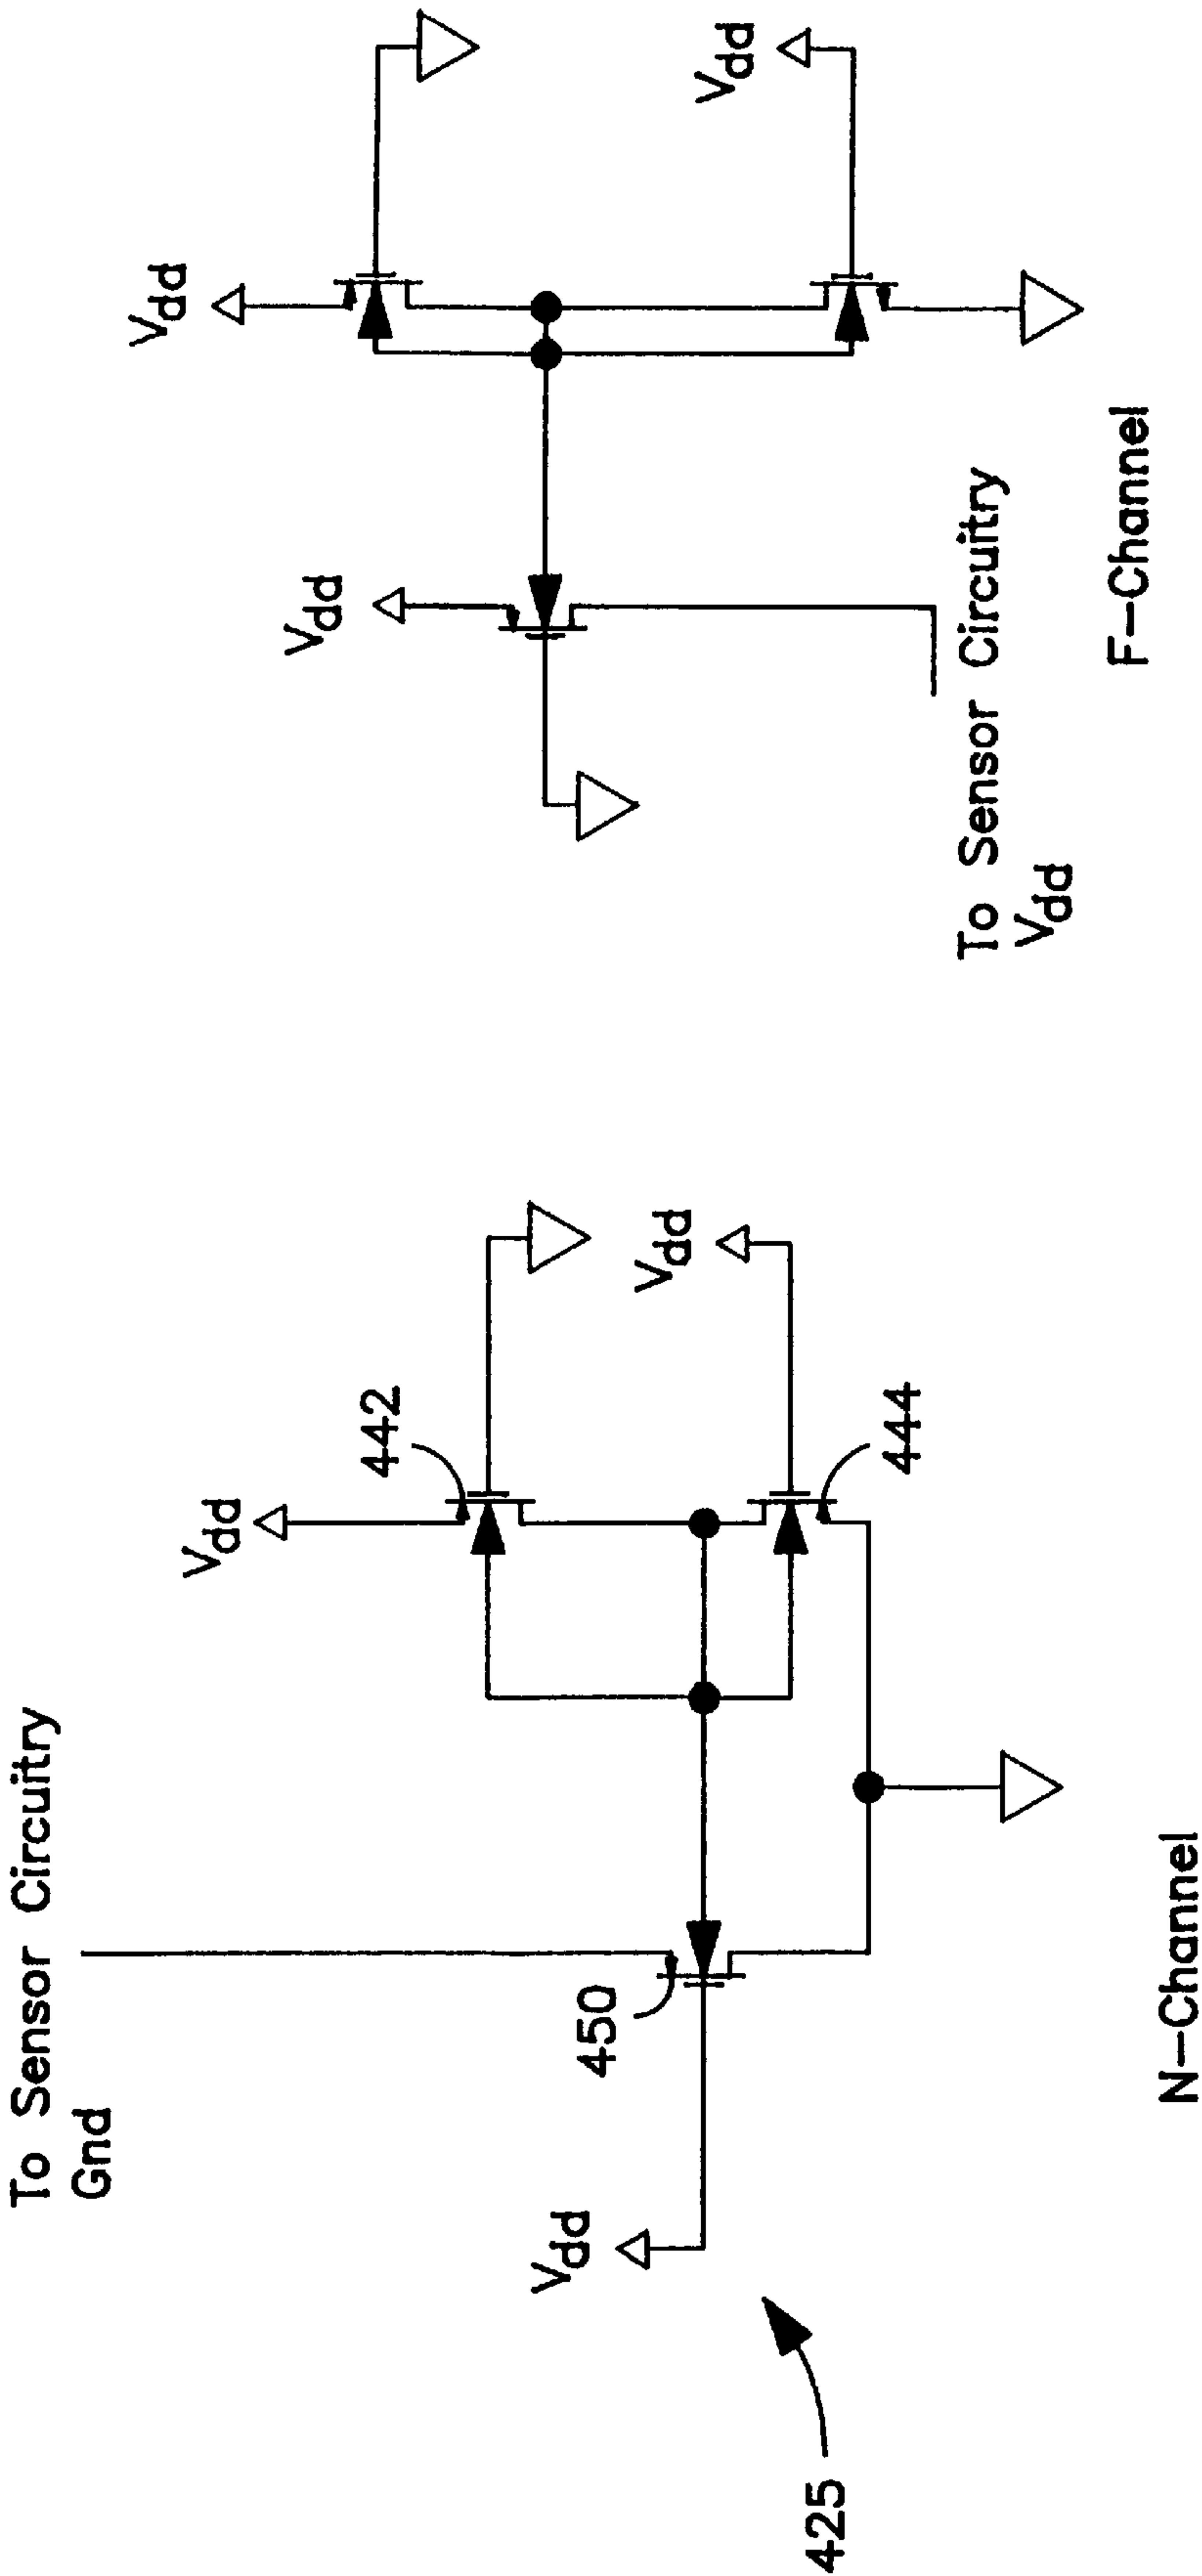 To Sensor Circuitry
Gnd
Vdd
442
Vdd
450
444
Vdd
425
N-Channel
Vdd
Vdd
Vdd
To Sensor Circuitry
Vdd
F-Channel